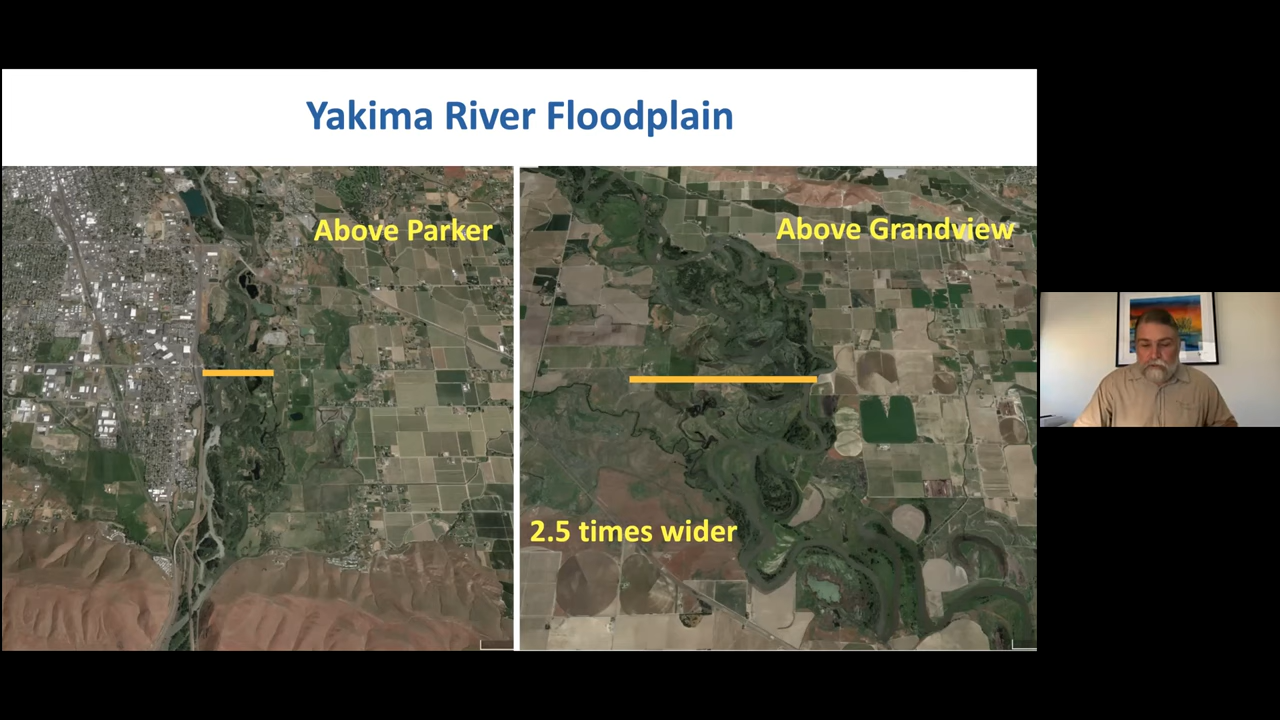 Yakima River Floodplain
Above Parker
Above Grandview
2.5 times wider